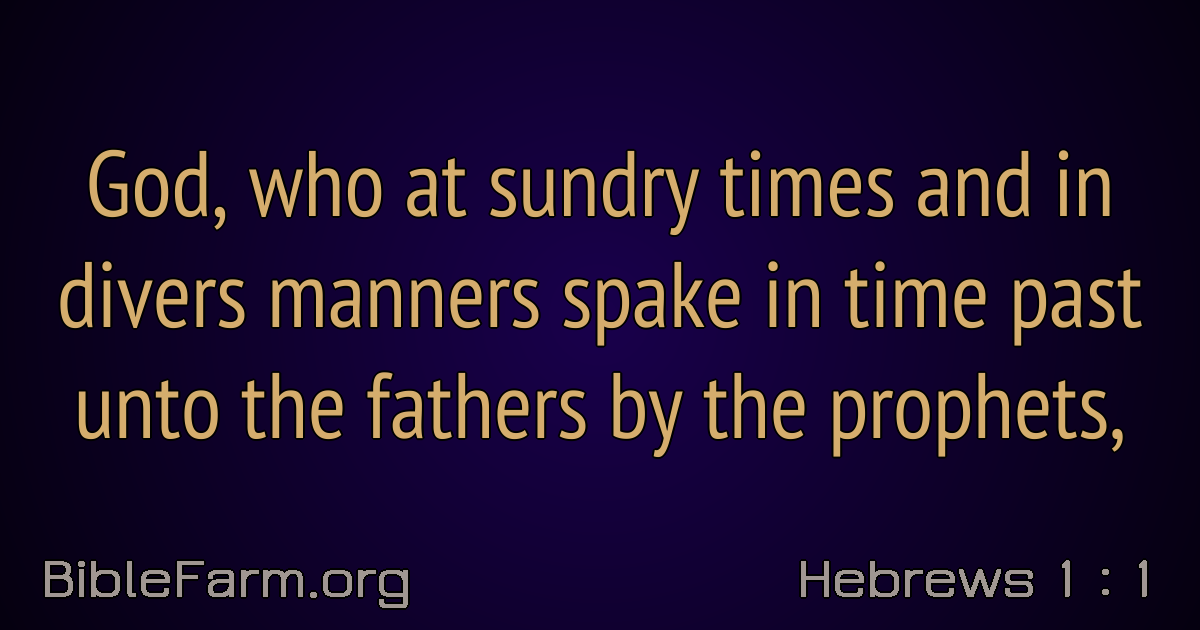 God, who at sundry times and in
divers manners spake in time past
unto the fathers by the prophets,
BibleFarm.org
Hebrews 1 : 1